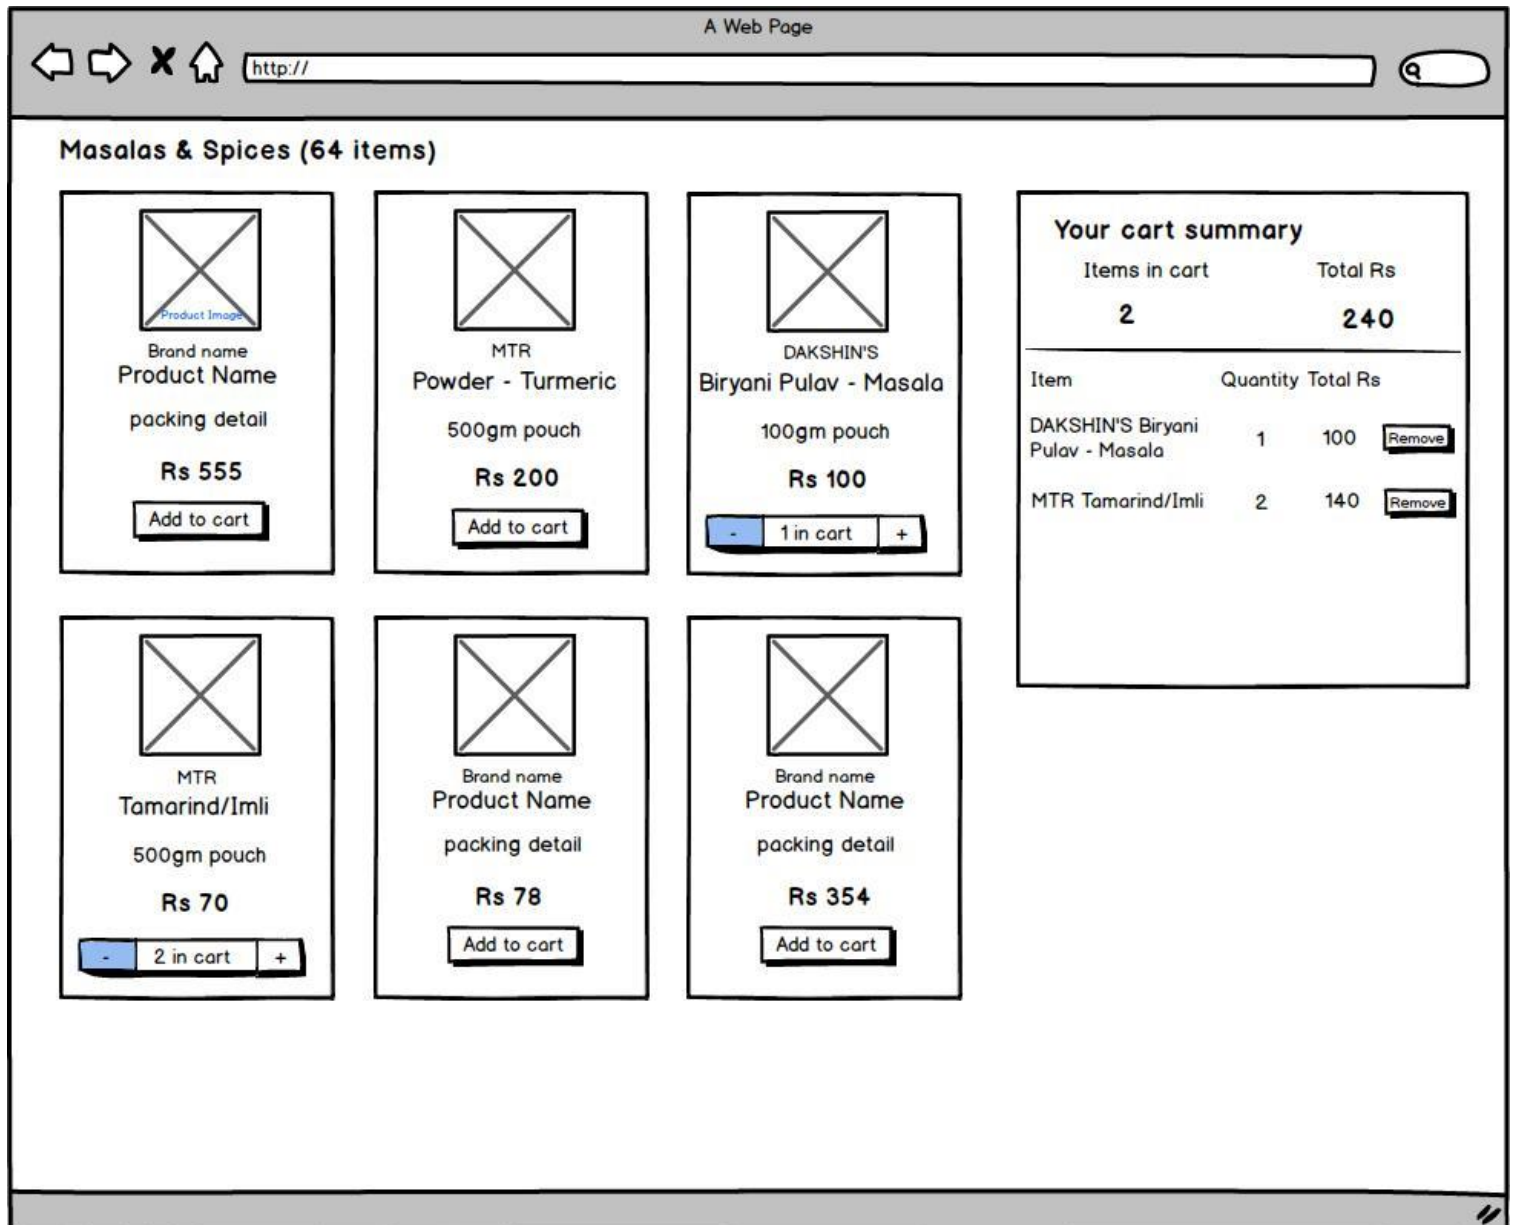 A Web Page
http://
Masalas & Spices (64 items)
Product Image
Brand name
Product Name
packing detail
Rs 555
Add to cart
MTR
Powder - Turmeric
500gm pouch
Rs 200
Add to cart
DAKSHIN'S
Biryani Pulav - Masala
100gm pouch
Rs 100
- 1 in cart +
MTR
Tamarind/Imli
500gm pouch
Rs 70
- 2 in cart +
Brand name
Product Name
packing detail
Rs 78
Add to cart
Brand name
Product Name
packing detail
Rs 354
Add to cart
Your cart summary
Items in cart Total Rs
2 240
Item Quantity Total Rs
DAKSHIN'S Biryani
Pulav - Masala 1 100 Remove
MTR Tamarind/Imli 2 140 Remove